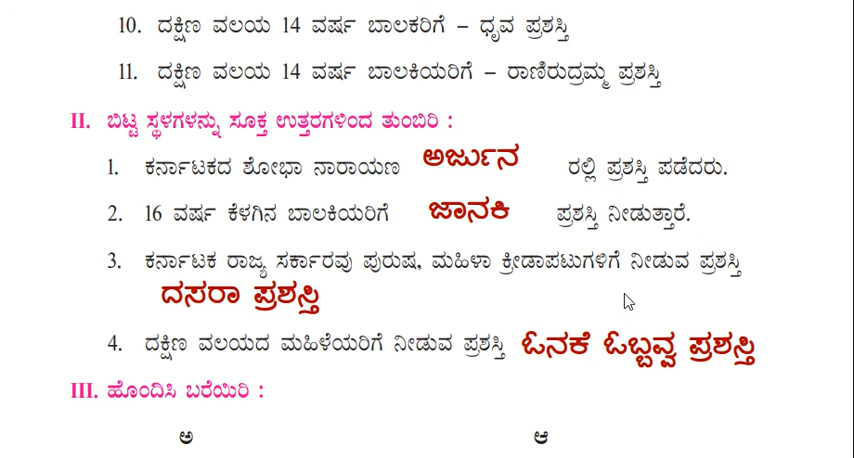 10. ದಕ್ಷಿಣ ವಲಯ 14 ವರ್ಷ ಬಾಲಕರಿಗೆ – ಧೃವ ಪ್ರಶಸ್ತಿ
11. ದಕ್ಷಿಣ ವಲಯ 14 ವರ್ಷ ಬಾಲಕಿಯರಿಗೆ – ರಾಣಿರುದ್ರಮ್ಮ ಪ್ರಶಸ್ತಿ
II. ಬಿಟ್ಟ ಸ್ಥಳಗಳನ್ನು ಸೂಕ್ತ ಉತ್ತರಗಳಿಂದ ತುಂಬಿರಿ :
1. ಕರ್ನಾಟಕದ ಶೋಭಾ ನಾರಾಯಣ ಅರ್ಜುನ ರಲ್ಲಿ ಪ್ರಶಸ್ತಿ ಪಡೆದರು.
2. 16 ವರ್ಷ ಕೆಳಗಿನ ಬಾಲಕಿಯರಿಗೆ ಜಾನಕಿ ಪ್ರಶಸ್ತಿ ನೀಡುತ್ತಾರೆ.
3. ಕರ್ನಾಟಕ ರಾಜ್ಯ ಸರ್ಕಾರವು ಪುರುಷ, ಮಹಿಳಾ ಕ್ರೀಡಾಪಟುಗಳಿಗೆ ನೀಡುವ ಪ್ರಶಸ್ತಿ
ದಸರಾ ಪ್ರಶಸ್ತಿ
4. ದಕ್ಷಿಣ ವಲಯದ ಮಹಿಳೆಯರಿಗೆ ನೀಡುವ ಪ್ರಶಸ್ತಿ ಓನಕೆ ಓಬ್ಬವ್ವ ಪ್ರಶಸ್ತಿ
III. ಹೊಂದಿಸಿ ಬರೆಯಿರಿ :
ಅ ಆ